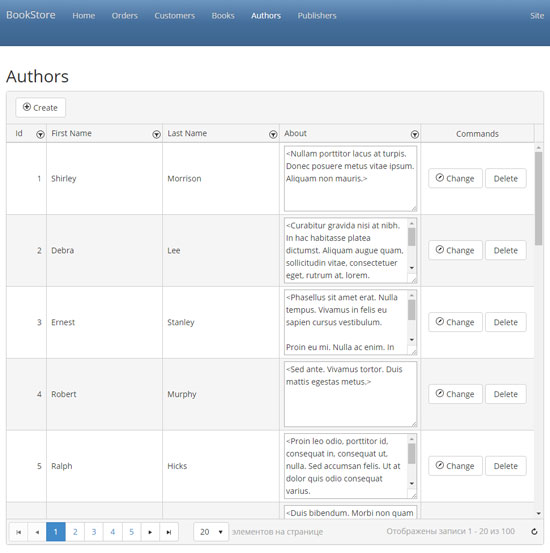 BookStore Home Orders Customers Books Authors Publishers Site
Authors
Create
Id First Name Last Name About Commands
1 Shirley Morrison
<Nullam porttitor lacus at turpis.
Donec posuere metus vitae ipsum.
Aliquam non mauris.>
Change Delete
2 Debra Lee
<Curabitur gravida nisi at nibh.
In hac habitasse platea
dictumst. Aliquam augue quam,
sollicitudin vitae, consectetuer
eget, rutrum at, lorem.
Change Delete
3 Ernest Stanley
<Phasellus sit amet erat. Nulla
tempus. Vivamus in felis eu
sapien cursus vestibulum.
Proin eu mi. Nulla ac enim. In
Change Delete
4 Robert Murphy
<Sed ante. Vivamus tortor. Duis
mattis egestas metus.>
Change Delete
5 Ralph Hicks
<Proin leo odio, porttitor id,
consequat in, consequat ut,
nulla. Sed accumsan felis. Ut at
dolor quis odio consequat
varius.
Change Delete
<Duis bibendum. Morbi non quam
1 2 3 4 5 20 элементов на странице Отображены записи 1 - 20 из 100